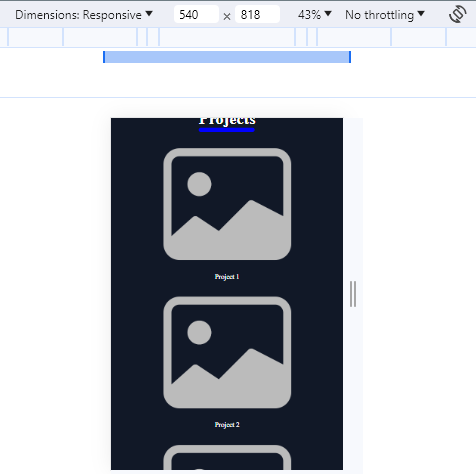 Dimensions: Responsive ▼ 540 × 818 43% ▼ No throttling ▼
Projects
Project 1
Project 2